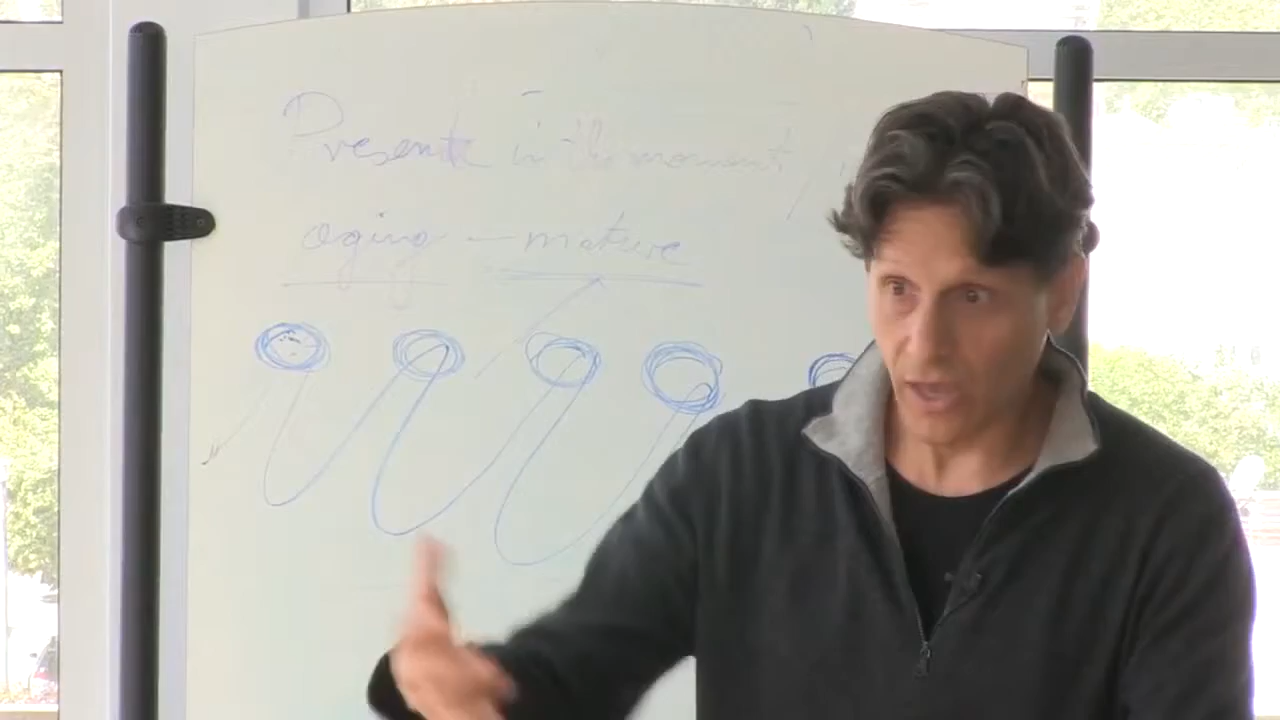 Present in the moment,
aging - mature